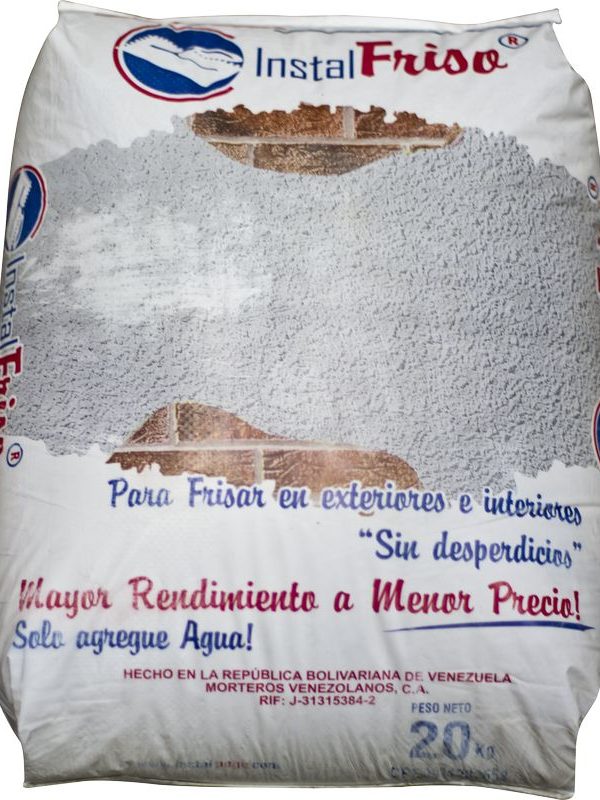 InstalFriso®
Para Frisar en exteriores e interiores
"Sin desperdicios"
Mayor Rendimiento a Menor Precio!
Solo agregue Agua!
HECHO EN LA REPÚBLICA BOLIVARIANA DE VENEZUELA
MORTEROS VENEZOLANOS, C.A.
RIF: J-31315384-2
PESO NETO
20 Kg
InstalFriso®